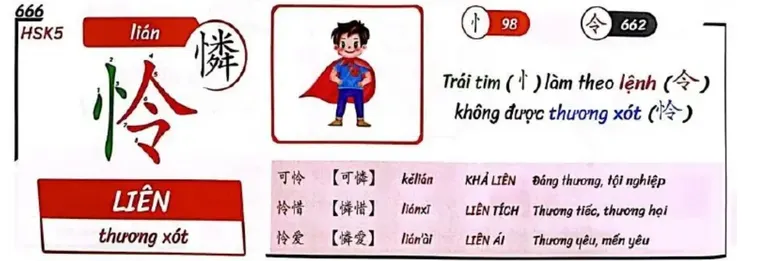 666
HSK5
lián
憐
怜
LIÊN
thương xót
忄 98
令 662
Trái tim (忄) làm theo lệnh (令)
không được thương xót (怜)
可怜 【可憐】 kělián KHẢ LIÊN Đáng thương, tội nghiệp
怜惜 【憐惜】 liánxī LIÊN TÍCH Thương tiếc, thương hại
怜爱 【憐愛】 lián'ài LIÊN ÁI Thương yêu, mến yêu